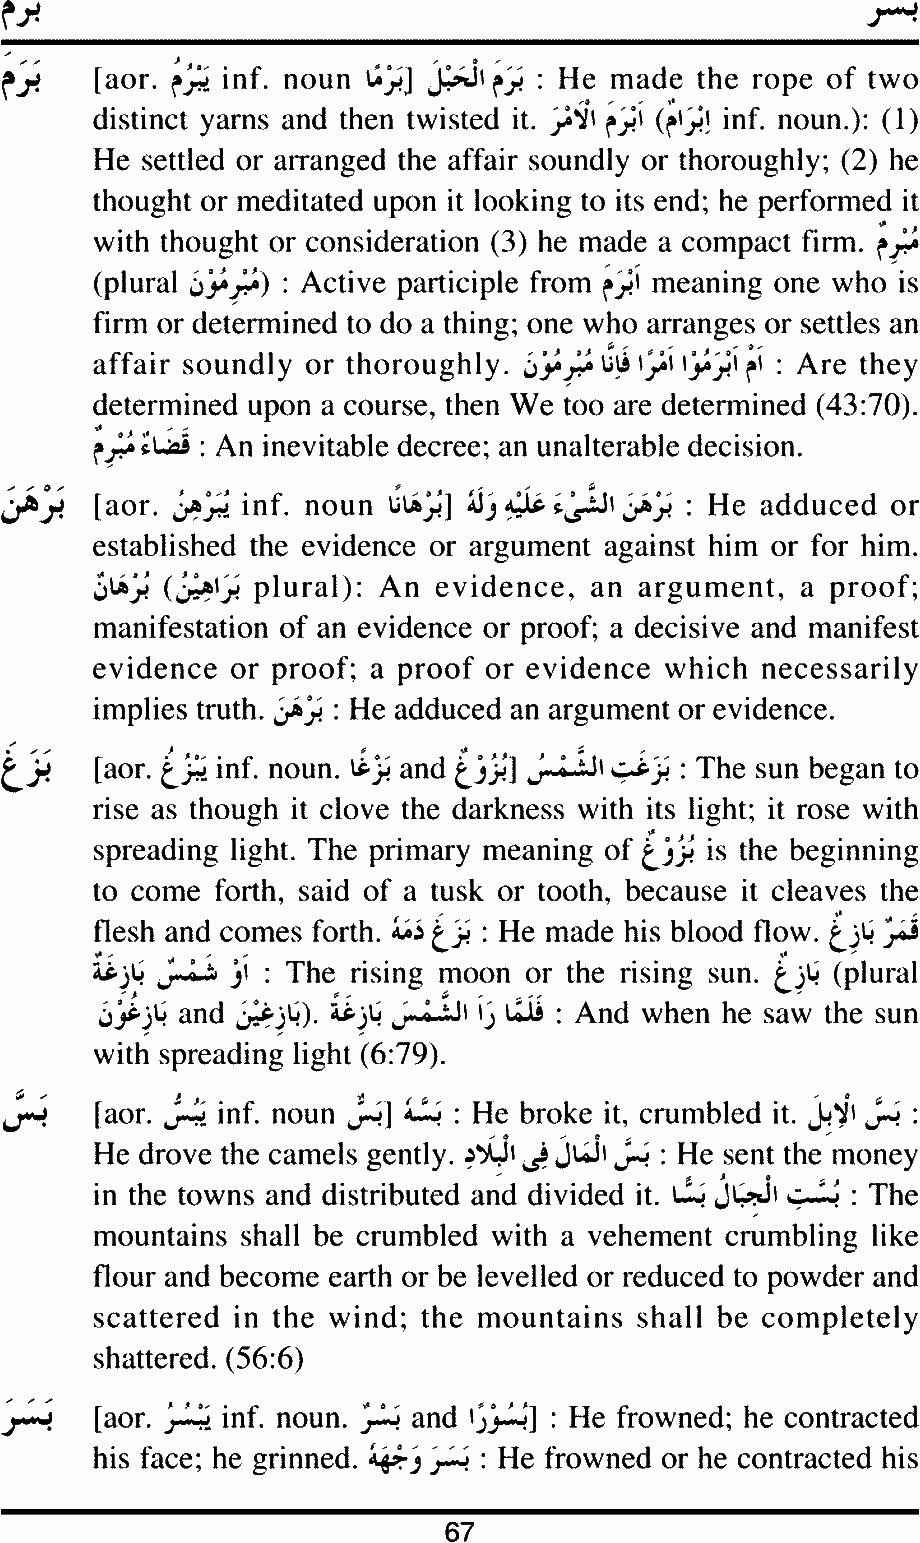 برم بسر
بَرَمَ [aor. يَبْرُمُ inf. noun بَرْمًا] بَرَمَ الْحَبْلَ : He made the rope of two
distinct yarns and then twisted it. اَبْرَمَ الْاَمْرَ (اِبْرَامٌ inf. noun.): (1)
He settled or arranged the affair soundly or thoroughly; (2) he
thought or meditated upon it looking to its end; he performed it
with thought or consideration (3) he made a compact firm. مُبْرِمٌ
(plural مُبْرِمُوْنَ) : Active participle from اَبْرَمَ meaning one who is
firm or determined to do a thing; one who arranges or settles an
affair soundly or thoroughly. اَمْ اَبْرَمُوْا اَمْرًا فَاِنَّا مُبْرِمُوْنَ : Are they
determined upon a course, then We too are determined (43:70).
قَضَاءٌ مُبْرِمٌ : An inevitable decree; an unalterable decision.
بَرْهَنَ [aor. يُبَرْهِنُ inf. noun بُرْهَانًا] بَرْهَنَ الشَّیْءَ عَلَيْهِ وَلَهُ : He adduced or
established the evidence or argument against him or for him.
بُرْهَانٌ (بَرَاهِيْنُ plural): An evidence, an argument, a proof;
manifestation of an evidence or proof; a decisive and manifest
evidence or proof; a proof or evidence which necessarily
implies truth. بَرْهَنَ : He adduced an argument or evidence.
بَزَغَ [aor. يَبْزُغُ inf. noun. بَزْغًا and بُزُوْغٌ] بَزَغَتِ الشَّمْسُ : The sun began to
rise as though it clove the darkness with its light; it rose with
spreading light. The primary meaning of بُزُوْغٌ is the beginning
to come forth, said of a tusk or tooth, because it cleaves the
flesh and comes forth. بَزَغَ دَمَهُ : He made his blood flow. قَمَرٌ بَازِغٌ
اَوْ شَمْسٌ بَازِغَةٌ : The rising moon or the rising sun. بَازِغٌ (plural
بَازِغُوْنَ and بَازِغِيْنَ). فَلَمَّا رَاَ الشَّمْسَ بَازِغَةً : And when he saw the sun
with spreading light (6:79).
بَسَّ [aor. يَبُسُّ inf. noun بَسٌّ] بَسَّهُ : He broke it, crumbled it. بَسَّ الْاِبِلَ :
He drove the camels gently. بَسَّ الْمَالَ فِی الْبِلَادِ : He sent the money
in the towns and distributed and divided it. بُسَّتِ الْجِبَالُ بَسًّا : The
mountains shall be crumbled with a vehement crumbling like
flour and become earth or be levelled or reduced to powder and
scattered in the wind; the mountains shall be completely
shattered. (56:6)
بَسَرَ [aor. يَبْسُرُ inf. noun. بَسْرٌ and بُسُوْرًا] : He frowned; he contracted
his face; he grinned. بَسَرَ وَجْهَهُ : He frowned or he contracted his
67